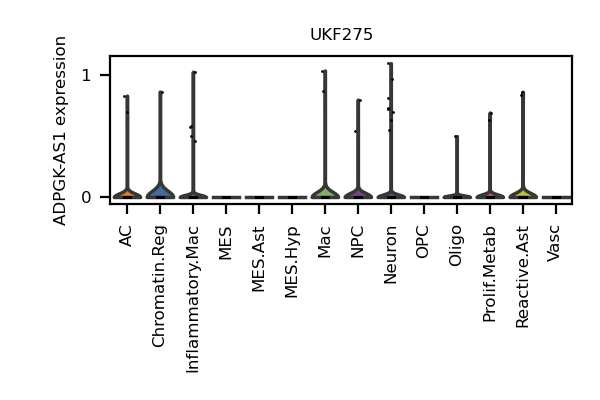 UKF275
ADPGK-AS1 expression
1
0
AC
Chromatin.Reg
Inflammatory.Mac
MES
MES.Ast
MES.Hyp
Mac
NPC
Neuron
OPC
Oligo
Prolif.Metab
Reactive.Ast
Vasc